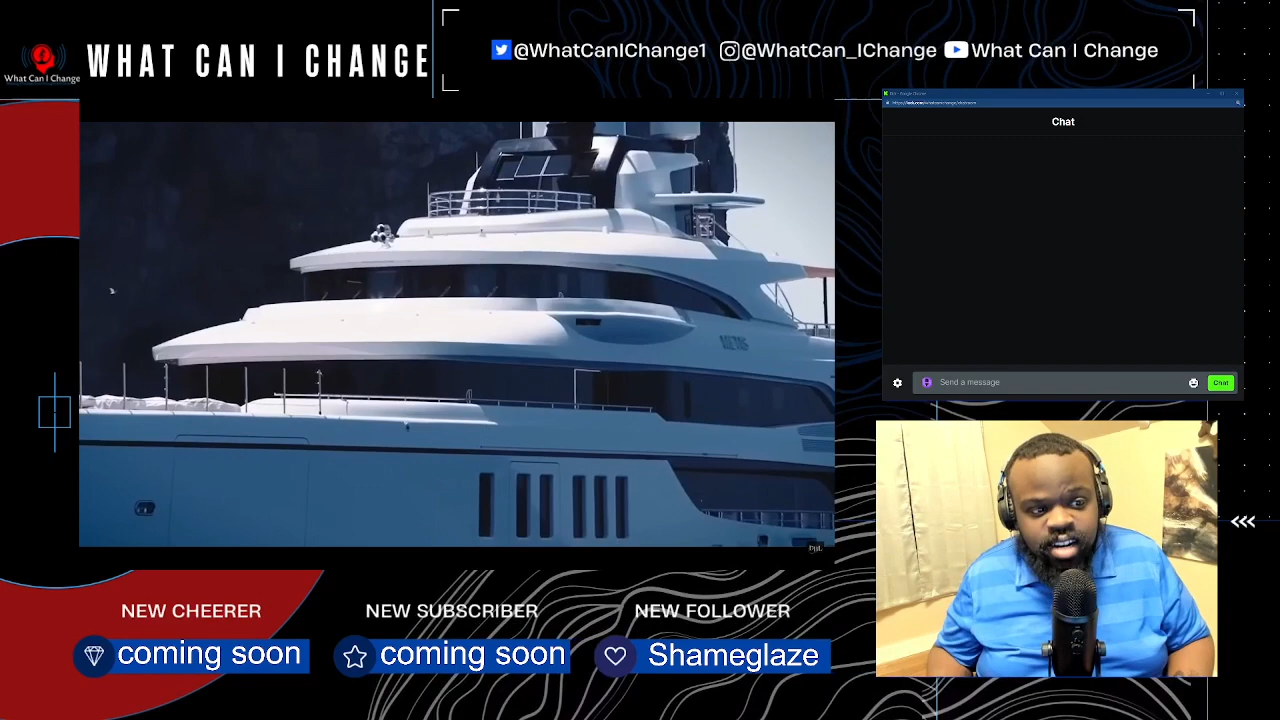 WHAT CAN I CHANGE
What Can I Change
@WhatCanIChange1
@WhatCan_IChange
What Can I Change
Chat
Send a message
Chat
NEW CHEERER
NEW SUBSCRIBER
NEW FOLLOWER
coming soon
coming soon
Shameglaze